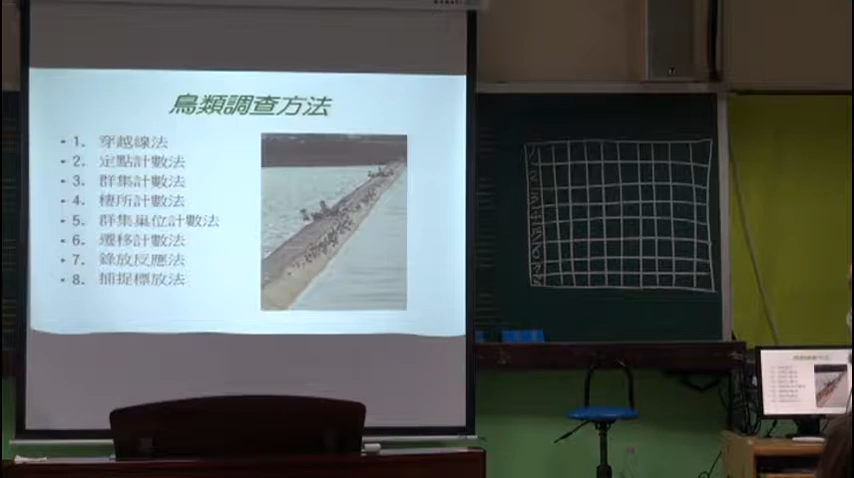 鳥類調查方法
• 1. 穿越線法
• 2. 定點計數法
• 3. 群集計數法
• 4. 棲所計數法
• 5. 群集巢位計數法
• 6. 遷移計數法
• 7. 錄放反應法
• 8. 捕捉標放法